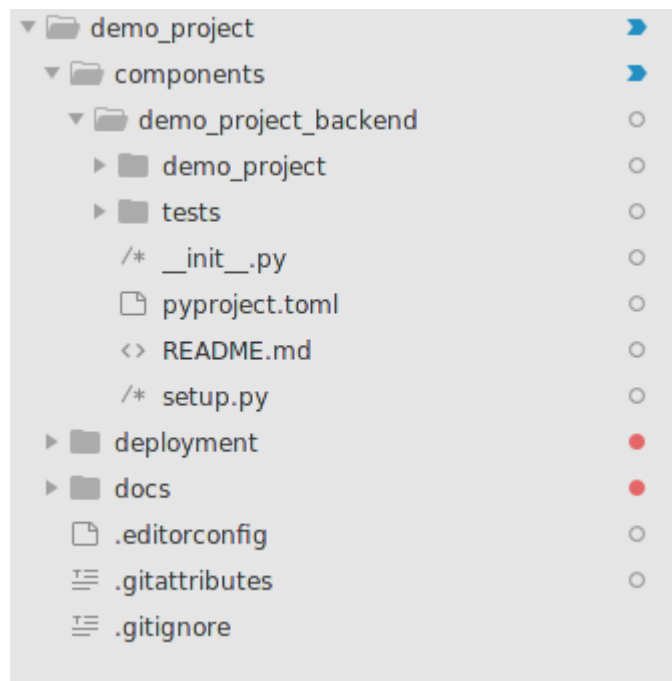 demo_project
components
demo_project_backend
demo_project
tests
/* __init__.py
pyproject.toml
<> README.md
/* setup.py
deployment
docs
.editorconfig
.gitattributes
.gitignore